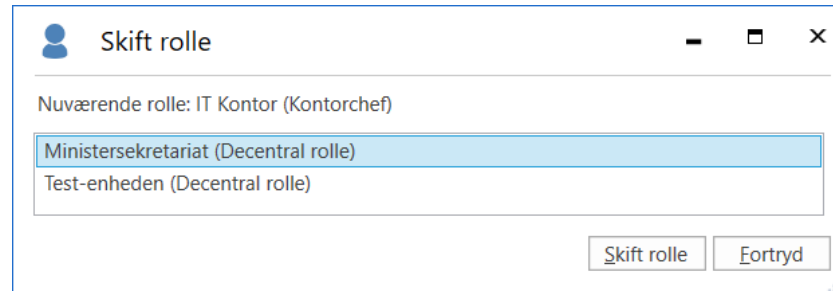 Skift rolle
Nuværende rolle: IT Kontor (Kontorchef)
Ministersekretariat (Decentral rolle)
Test-enheden (Decentral rolle)
Skift rolle Fortryd